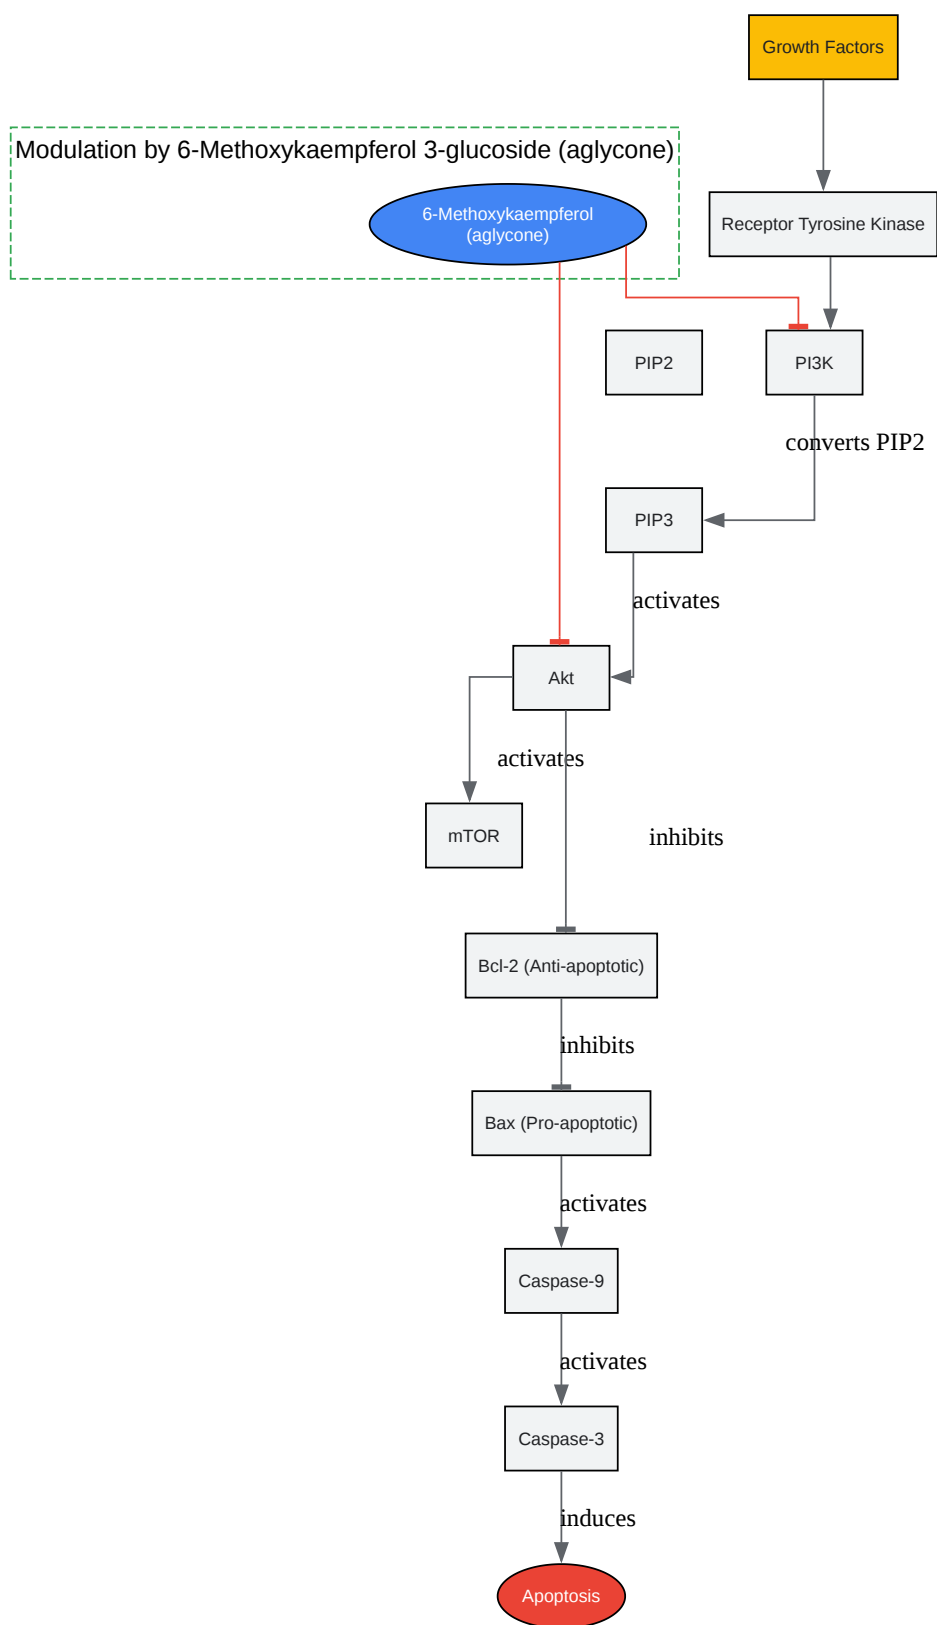 Growth Factors
Modulation by 6-Methoxykaempferol 3-glucoside (aglycone)
6-Methoxykaempferol
(aglycone)
Receptor Tyrosine Kinase
PIP2
PI3K
converts PIP2
PIP3
activates
Akt
activates
mTOR
inhibits
Bcl-2 (Anti-apoptotic)
inhibits
Bax (Pro-apoptotic)
activates
Caspase-9
activates
Caspase-3
induces
Apoptosis